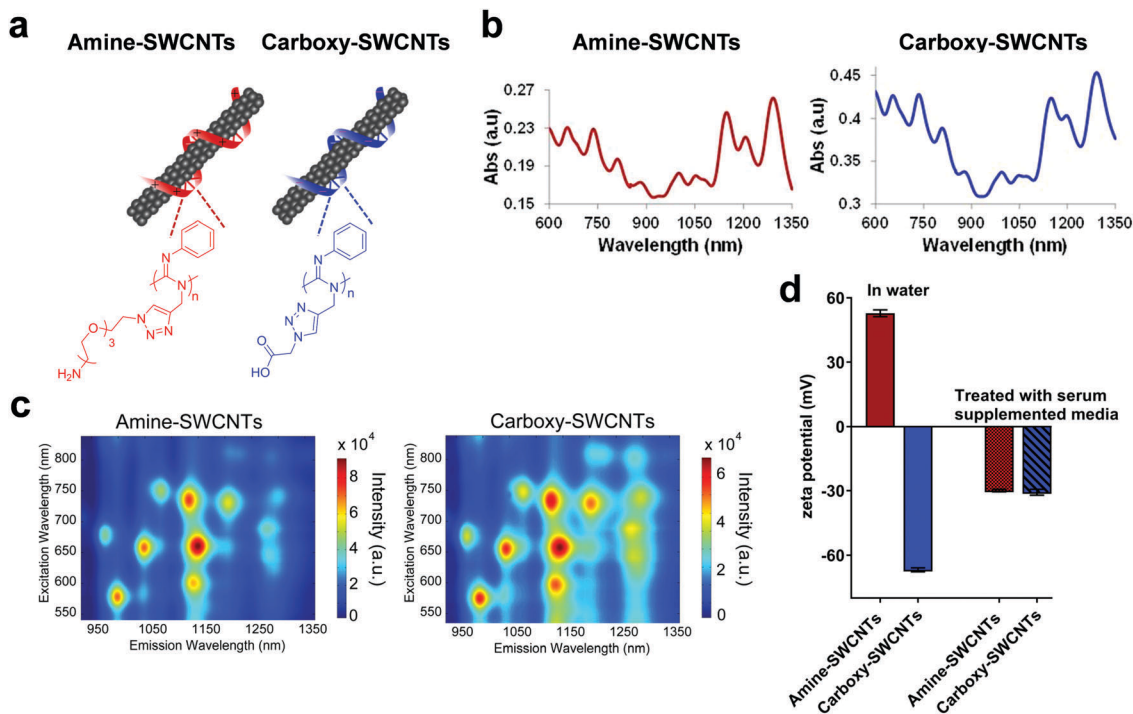 a
Amine-SWCNTs
Carboxy-SWCNTs
+
+
+
+
+
N
N
n
N
N
N
O
3
H2N
N
N
n
N
N
N
O
HO
b
Amine-SWCNTs
Abs (a.u)
0.27
0.23
0.19
0.15
600 750 900 1050 1200 1350
Wavelength (nm)
Carboxy-SWCNTs
Abs (a.u)
0.45
0.4
0.35
0.3
600 750 900 1050 1200 1350
Wavelength (nm)
c
Amine-SWCNTs
Excitation Wavelength (nm)
800
750
700
650
600
550
950 1050 1150 1250 1350
Emission Wavelength (nm)
x 10^4
8
6
4
2
0
Intensity (a.u.)
Carboxy-SWCNTs
Excitation Wavelength (nm)
800
750
700
650
600
550
950 1050 1150 1250 1350
Emission Wavelength (nm)
x 10^4
6
4
2
0
Intensity (a.u.)
d
In water
Treated with serum
supplemented media
zeta potential (mV)
60
30
0
-30
-60
Amine-SWCNTs
Carboxy-SWCNTs
Amine-SWCNTs
Carboxy-SWCNTs